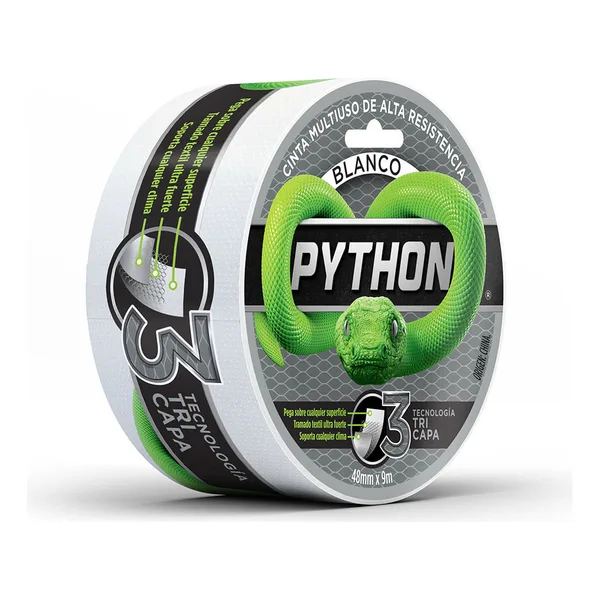 CINTA MULTIUSO DE ALTA RESISTENCIA
BLANCO
PYTHON
®
ORIGEN: CHINA.
Pega sobre cualquier superficie
Tramado textil ultra fuerte
Soporta cualquier clima
3
TECNOLOGÍA
TRI
CAPA
48mm x 9m
Pega sobre cualquier superficie
Tramado textil ultra fuerte
Soporta cualquier clima
3
TECNOLOGÍA
TRI
CAPA